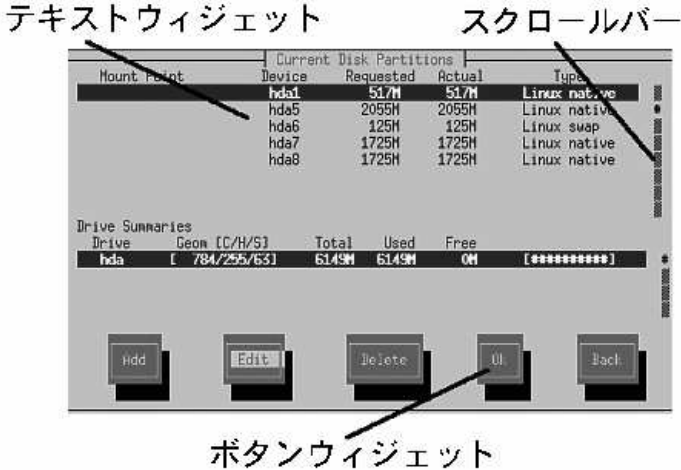 テキストウィジェット スクロールバー
Current Disk Partitions
Mount Point Device Requested Actual Type
hda1 517M 517M Linux native
hda5 2055M 2055M Linux native
hda6 125M 125M Linux swap
hda7 1725M 1725M Linux native
hda8 1725M 1725M Linux native
Drive Summaries
Drive Geom [C/H/S] Total Used Free
hda [ 784/255/63] 6149M 6149M 0M [##########]
Add Edit Delete Ok Back
ボタンウィジェット